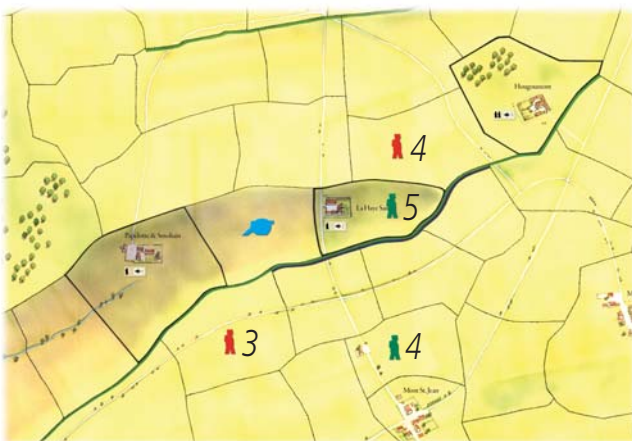 Hougoumont
4
La Haye Sainte
5
Papelotte & Smohain
3
4
Mont St. Jean